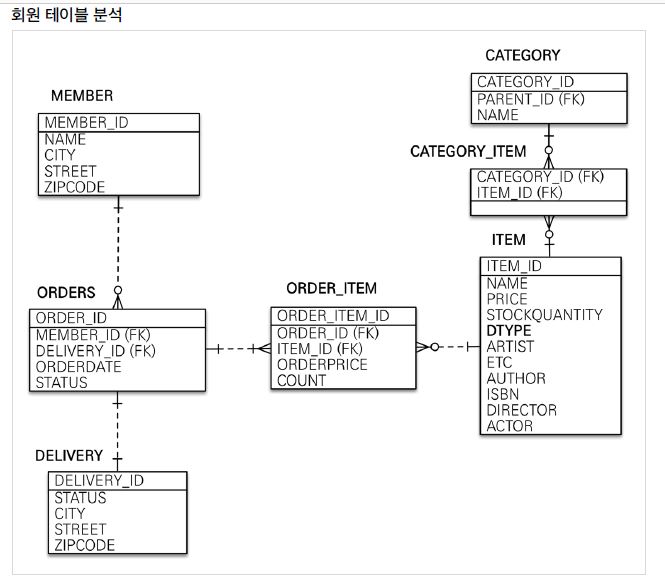 회원 테이블 분석
CATEGORY
CATEGORY_ID
PARENT_ID (FK)
NAME
MEMBER
MEMBER_ID
NAME
CITY
STREET
ZIPCODE
CATEGORY_ITEM
CATEGORY_ID (FK)
ITEM_ID (FK)
ITEM
ITEM_ID
NAME
PRICE
STOCKQUANTITY
DTYPE
ARTIST
ETC
AUTHOR
ISBN
DIRECTOR
ACTOR
ORDERS
ORDER_ID
MEMBER_ID (FK)
DELIVERY_ID (FK)
ORDERDATE
STATUS
ORDER_ITEM
ORDER_ITEM_ID
ORDER_ID (FK)
ITEM_ID (FK)
ORDERPRICE
COUNT
DELIVERY
DELIVERY_ID
STATUS
CITY
STREET
ZIPCODE